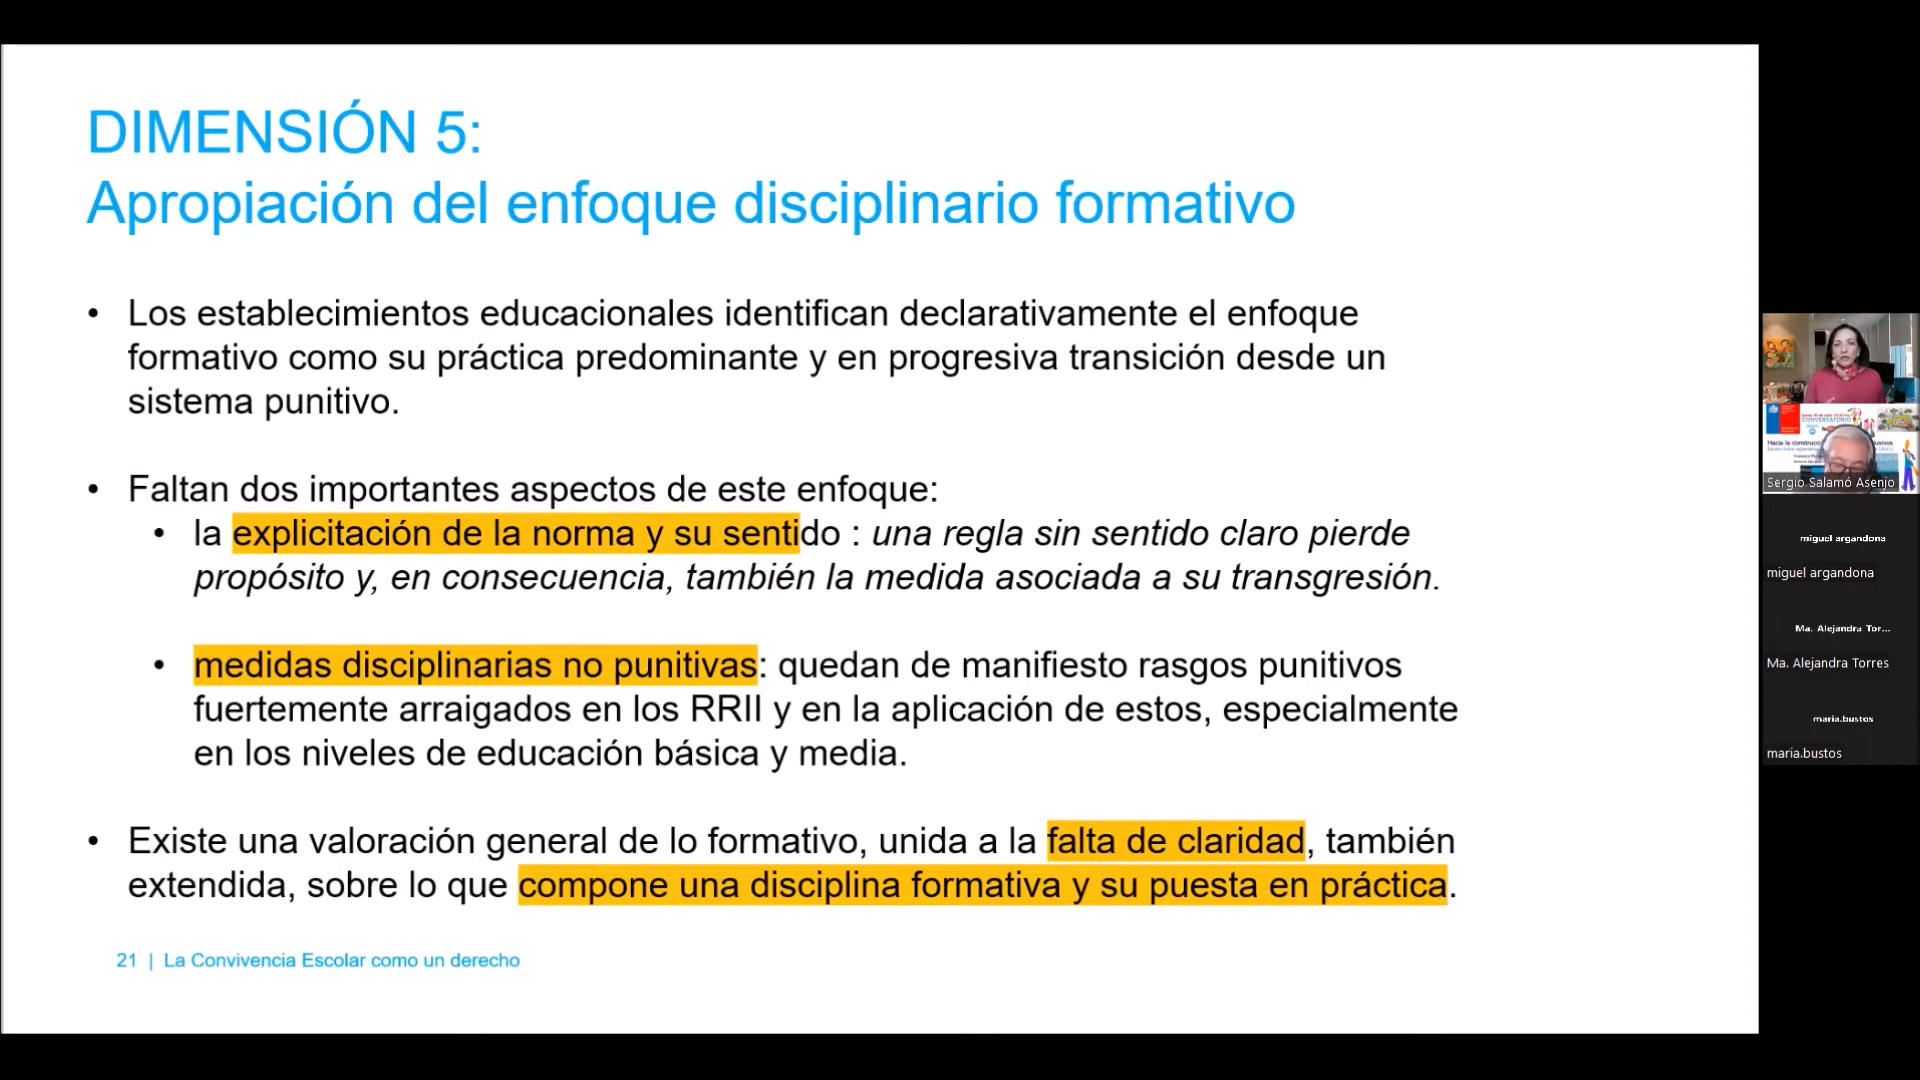 DIMENSIÓN 5:
Apropiación del enfoque disciplinario formativo
• Los establecimientos educacionales identifican declarativamente el enfoque
formativo como su práctica predominante y en progresiva transición desde un
sistema punitivo.
• Faltan dos importantes aspectos de este enfoque:
• la explicitación de la norma y su sentido : una regla sin sentido claro pierde
propósito y, en consecuencia, también la medida asociada a su transgresión.
• medidas disciplinarias no punitivas: quedan de manifiesto rasgos punitivos
fuertemente arraigados en los RRII y en la aplicación de estos, especialmente
en los niveles de educación básica y media.
• Existe una valoración general de lo formativo, unida a la falta de claridad, también
extendida, sobre lo que compone una disciplina formativa y su puesta en práctica.
21 | La Convivencia Escolar como un derecho
CONVERSATORIO
Hacia la
Sergio Salamó Asenjo
miguel argandona
miguel argandona
Ma. Alejandra Tor...
Ma. Alejandra Torres
maria.bustos
maria.bustos